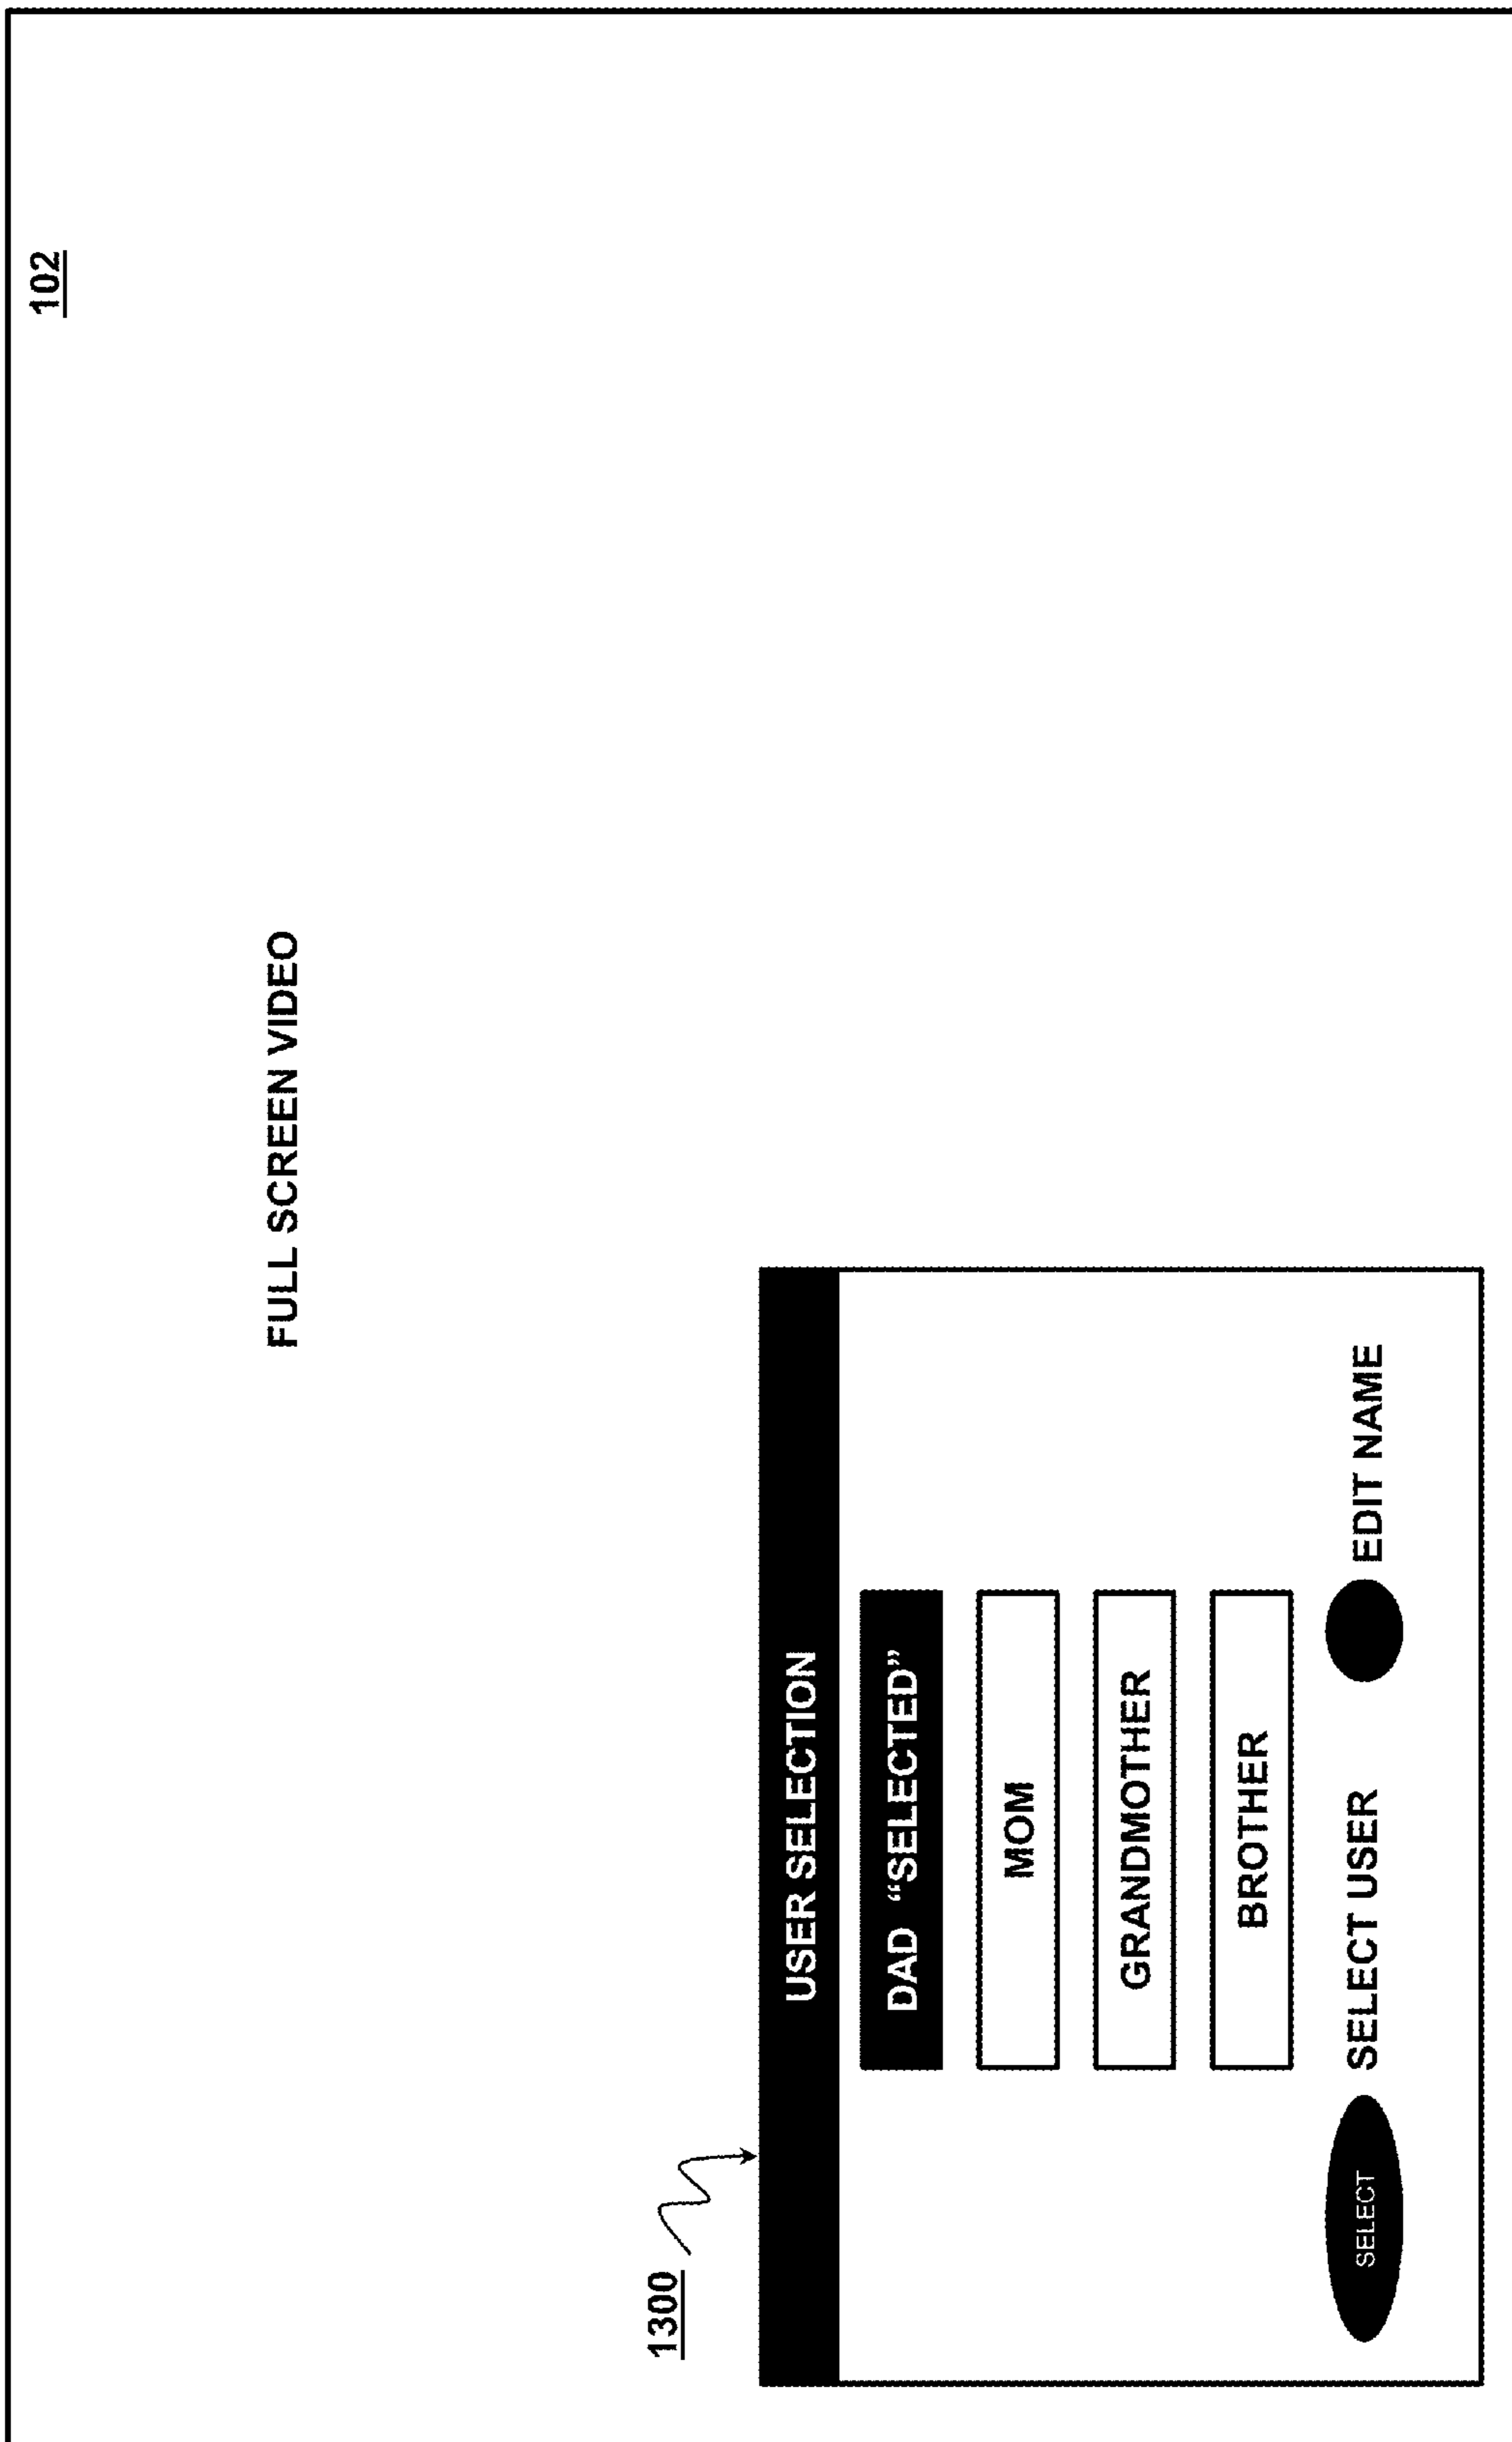 102
FULL SCREEN VIDEO
1300
USER SELECTION
DAD “SELECTED”
MOM
GRANDMOTHER
BROTHER
SELECT SELECT USER EDIT NAME